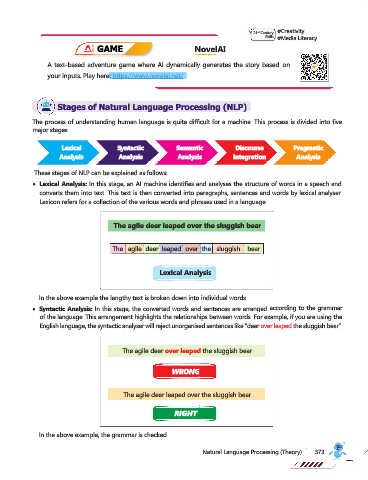 21st Century Skills
#Creativity
#Media Literacy
AI GAME
NovelAI
A text-based adventure game where AI dynamically generates the story based on
your inputs. Play here: https://www.novelai.net/
Stages of Natural Language Processing (NLP)
The process of understanding human language is quite difficult for a machine This process is divided into five
major stages
Lexical Analysis
Syntactic Analysis
Semantic Analysis
Discourse Integration
Pragmatic Analysis
These stages of NLP can be explained as follows:
• Lexical Analysis: In this stage, an AI machine identifies and analyses the structure of words in a speech and
converts them into text This text is then converted into paragraphs, sentences and words by lexical analyser
Lexicon refers for a collection of the various words and phrases used in a language
The agile deer leaped over the sluggish bear
The agile deer leaped over the sluggish bear
Lexical Analysis
In the above example the lengthy text is broken down into individual words
• Syntactic Analysis: In this stage, the converted words and sentences are arranged according to the grammar
of the language This arrangement highlights the relationships between words For example, if you are using the
English language, the syntactic analyser will reject unorganised sentences like "deer over leaped the sluggish bear"
The agile deer over leaped the sluggish bear
WRONG
The agile deer leaped over the sluggish bear
RIGHT
In the above example, the grammar is checked
Natural Language Processing (Theory) 373